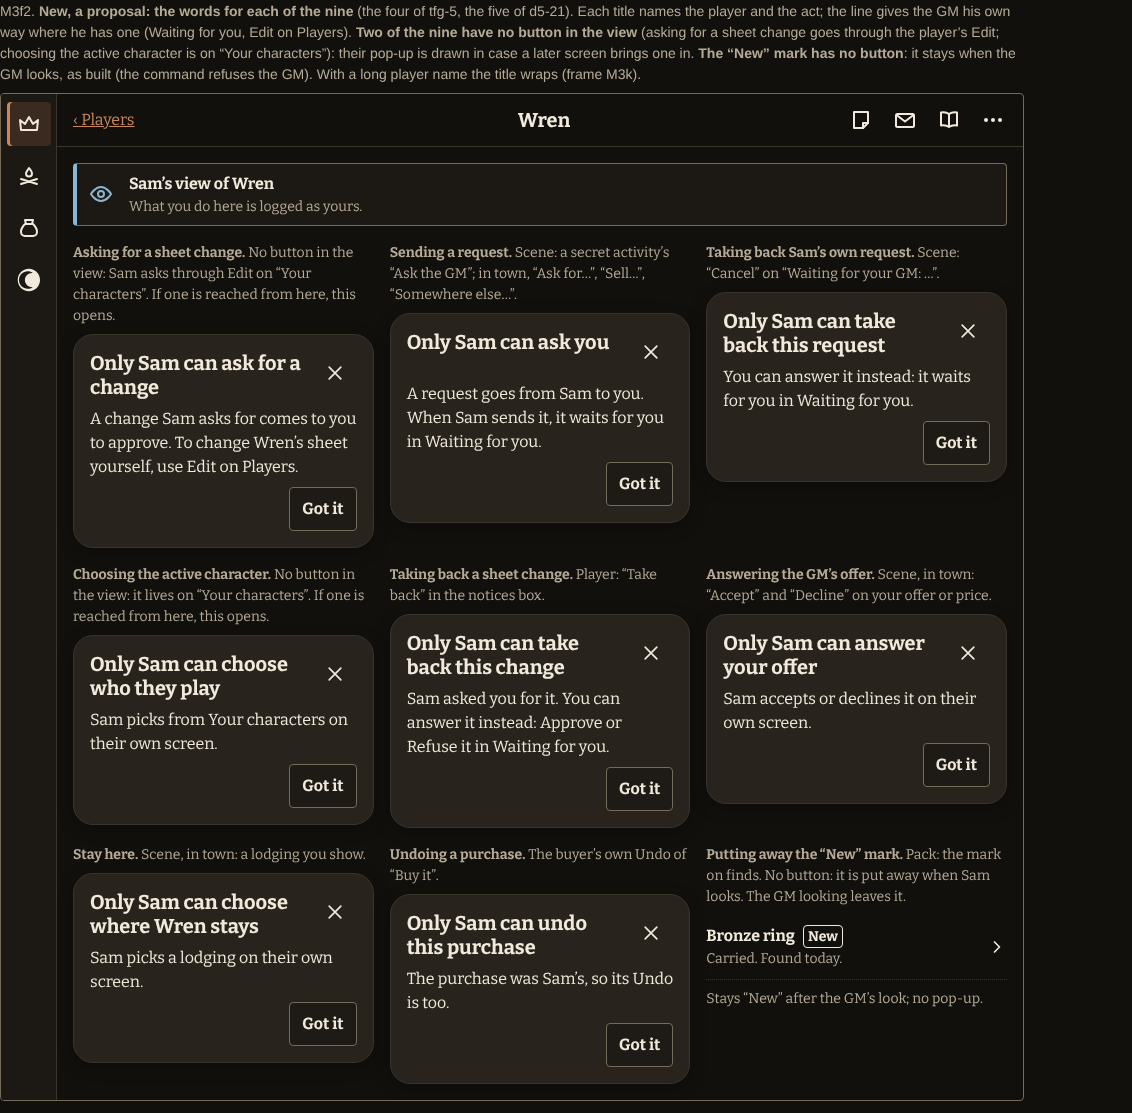 M3f2. New, a proposal: the words for each of the nine (the four of tfg-5, the five of d5-21). Each title names the player and the act; the line gives the GM his own
way where he has one (Waiting for you, Edit on Players). Two of the nine have no button in the view (asking for a sheet change goes through the player's Edit;
choosing the active character is on “Your characters”): their pop-up is drawn in case a later screen brings one in. The “New” mark has no button: it stays when the
GM looks, as built (the command refuses the GM). With a long player name the title wraps (frame M3k).
‹ Players
Wren
Sam’s view of Wren
What you do here is logged as yours.
Asking for a sheet change. No button in the
view: Sam asks through Edit on “Your
characters”. If one is reached from here, this
opens.
Only Sam can ask for a
change
A change Sam asks for comes to you
to approve. To change Wren’s sheet
yourself, use Edit on Players.
Got it
Sending a request. Scene: a secret activity’s
“Ask the GM”; in town, “Ask for…”, “Sell…”,
“Somewhere else…”.
Only Sam can ask you
A request goes from Sam to you.
When Sam sends it, it waits for you
in Waiting for you.
Got it
Taking back Sam’s own request. Scene:
“Cancel” on “Waiting for your GM: …”.
Only Sam can take
back this request
You can answer it instead: it waits
for you in Waiting for you.
Got it
Choosing the active character. No button in
the view: it lives on “Your characters”. If one is
reached from here, this opens.
Only Sam can choose
who they play
Sam picks from Your characters on
their own screen.
Got it
Taking back a sheet change. Player: “Take
back” in the notices box.
Only Sam can take
back this change
Sam asked you for it. You can
answer it instead: Approve or
Refuse it in Waiting for you.
Got it
Answering the GM’s offer. Scene, in town:
“Accept” and “Decline” on your offer or price.
Only Sam can answer
your offer
Sam accepts or declines it on their
own screen.
Got it
Stay here. Scene, in town: a lodging you show.
Only Sam can choose
where Wren stays
Sam picks a lodging on their own
screen.
Got it
Undoing a purchase. The buyer’s own Undo of
“Buy it”.
Only Sam can undo
this purchase
The purchase was Sam’s, so its Undo
is too.
Got it
Putting away the “New” mark. Pack: the mark
on finds. No button: it is put away when Sam
looks. The GM looking leaves it.
Bronze ring New
Carried. Found today.
Stays “New” after the GM’s look; no pop-up.